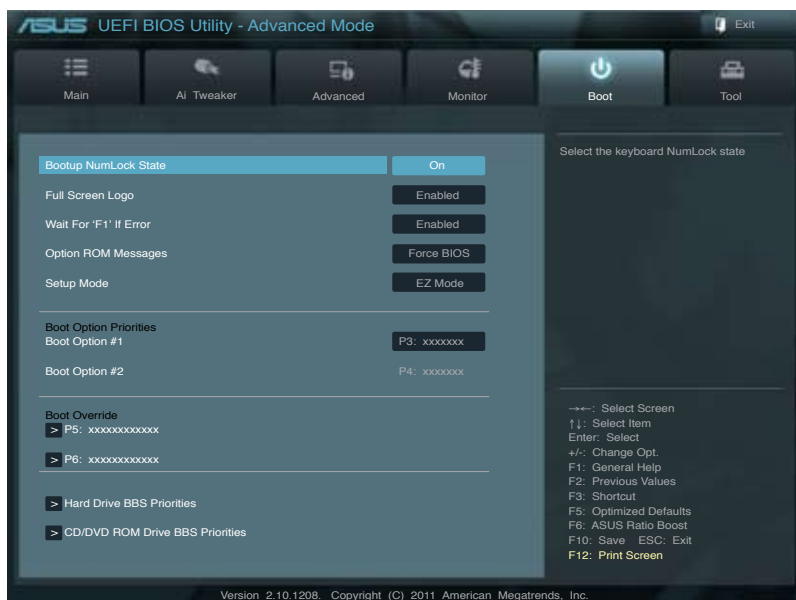 ASUS UEFI BIOS Utility - Advanced Mode
Exit
Main
Ai Tweaker
Advanced
Monitor
Boot
Tool
Bootup NumLock State On
Full Screen Logo Enabled
Wait For 'F1' If Error Enabled
Option ROM Messages Force BIOS
Setup Mode EZ Mode
Boot Option Priorities
Boot Option #1 P3: xxxxxxx
Boot Option #2 P4: xxxxxxx
Boot Override
> P5: xxxxxxxxxxxx
> P6: xxxxxxxxxxxx
> Hard Drive BBS Priorities
> CD/DVD ROM Drive BBS Priorities
Select the keyboard NumLock state
→←: Select Screen
↑↓: Select Item
Enter: Select
+/-: Change Opt.
F1: General Help
F2: Previous Values
F3: Shortcut
F5: Optimized Defaults
F6: ASUS Ratio Boost
F10: Save ESC: Exit
F12: Print Screen
Version 2.10.1208. Copyright (C) 2011 American Megatrends, Inc.